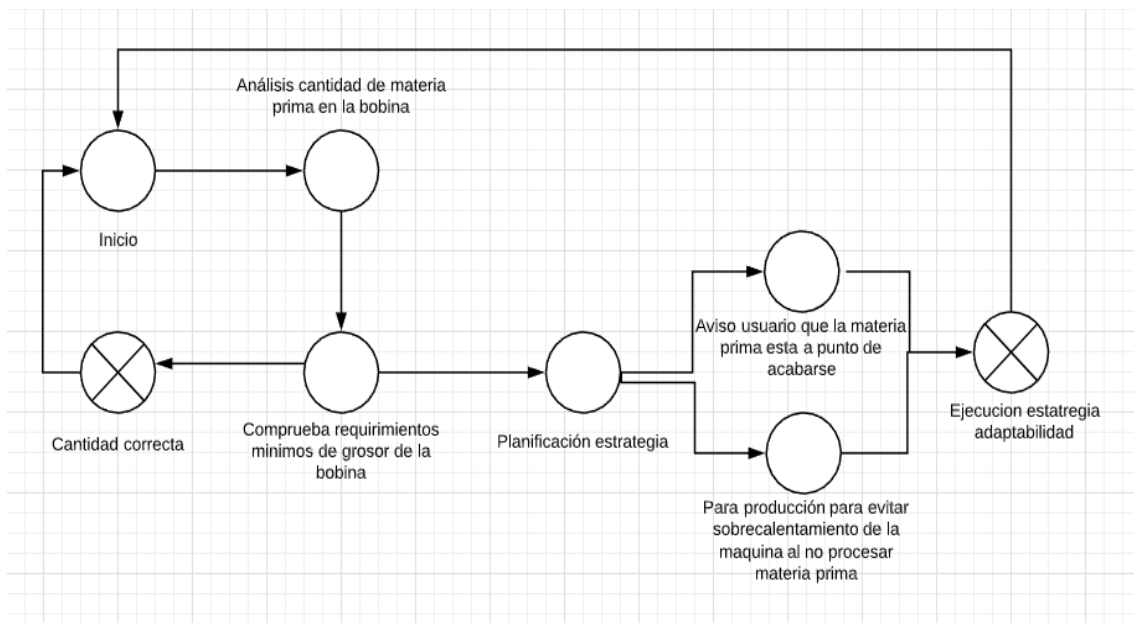 Análisis cantidad de materia
prima en la bobina
Inicio
Aviso usuario que la materia
prima esta a punto de
acabarse
Cantidad correcta
Comprueba requirimientos
minimos de grosor de la
bobina
Planificación estrategia
Ejecucion estatregia
adaptabilidad
Para producción para evitar
sobrecalentamiento de la
maquina al no procesar
materia prima